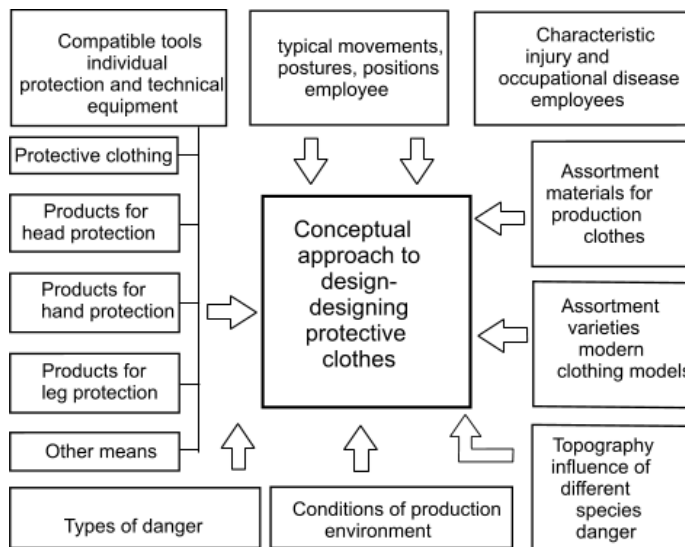 Compatible tools
individual
protection and technical
equipment
typical movements,
postures, positions
employee
Characteristic
injury and
occupational disease
employees
Protective clothing
Products for
head protection
Products for
hand protection
Products for
leg protection
Other means
Conceptual
approach to
design-
designing
protective
clothes
Assortment
materials for
production
clothes
Assortment
varieties
modern
clothing models
Topography
influence of
different
species
danger
Types of danger
Conditions of production
environment